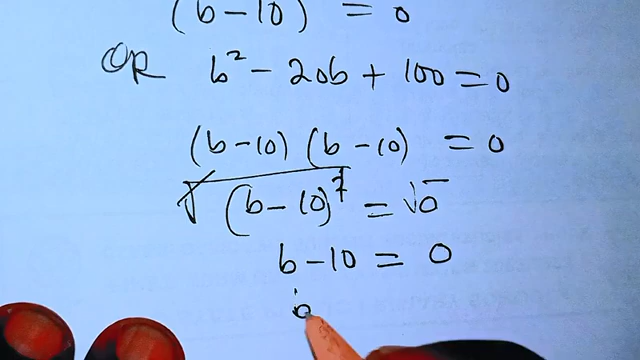 (b - 10) = 0
OR b² - 20b + 100 = 0
(b - 10) (b - 10) = 0
√(b - 10)² = √0
b - 10 = 0
b